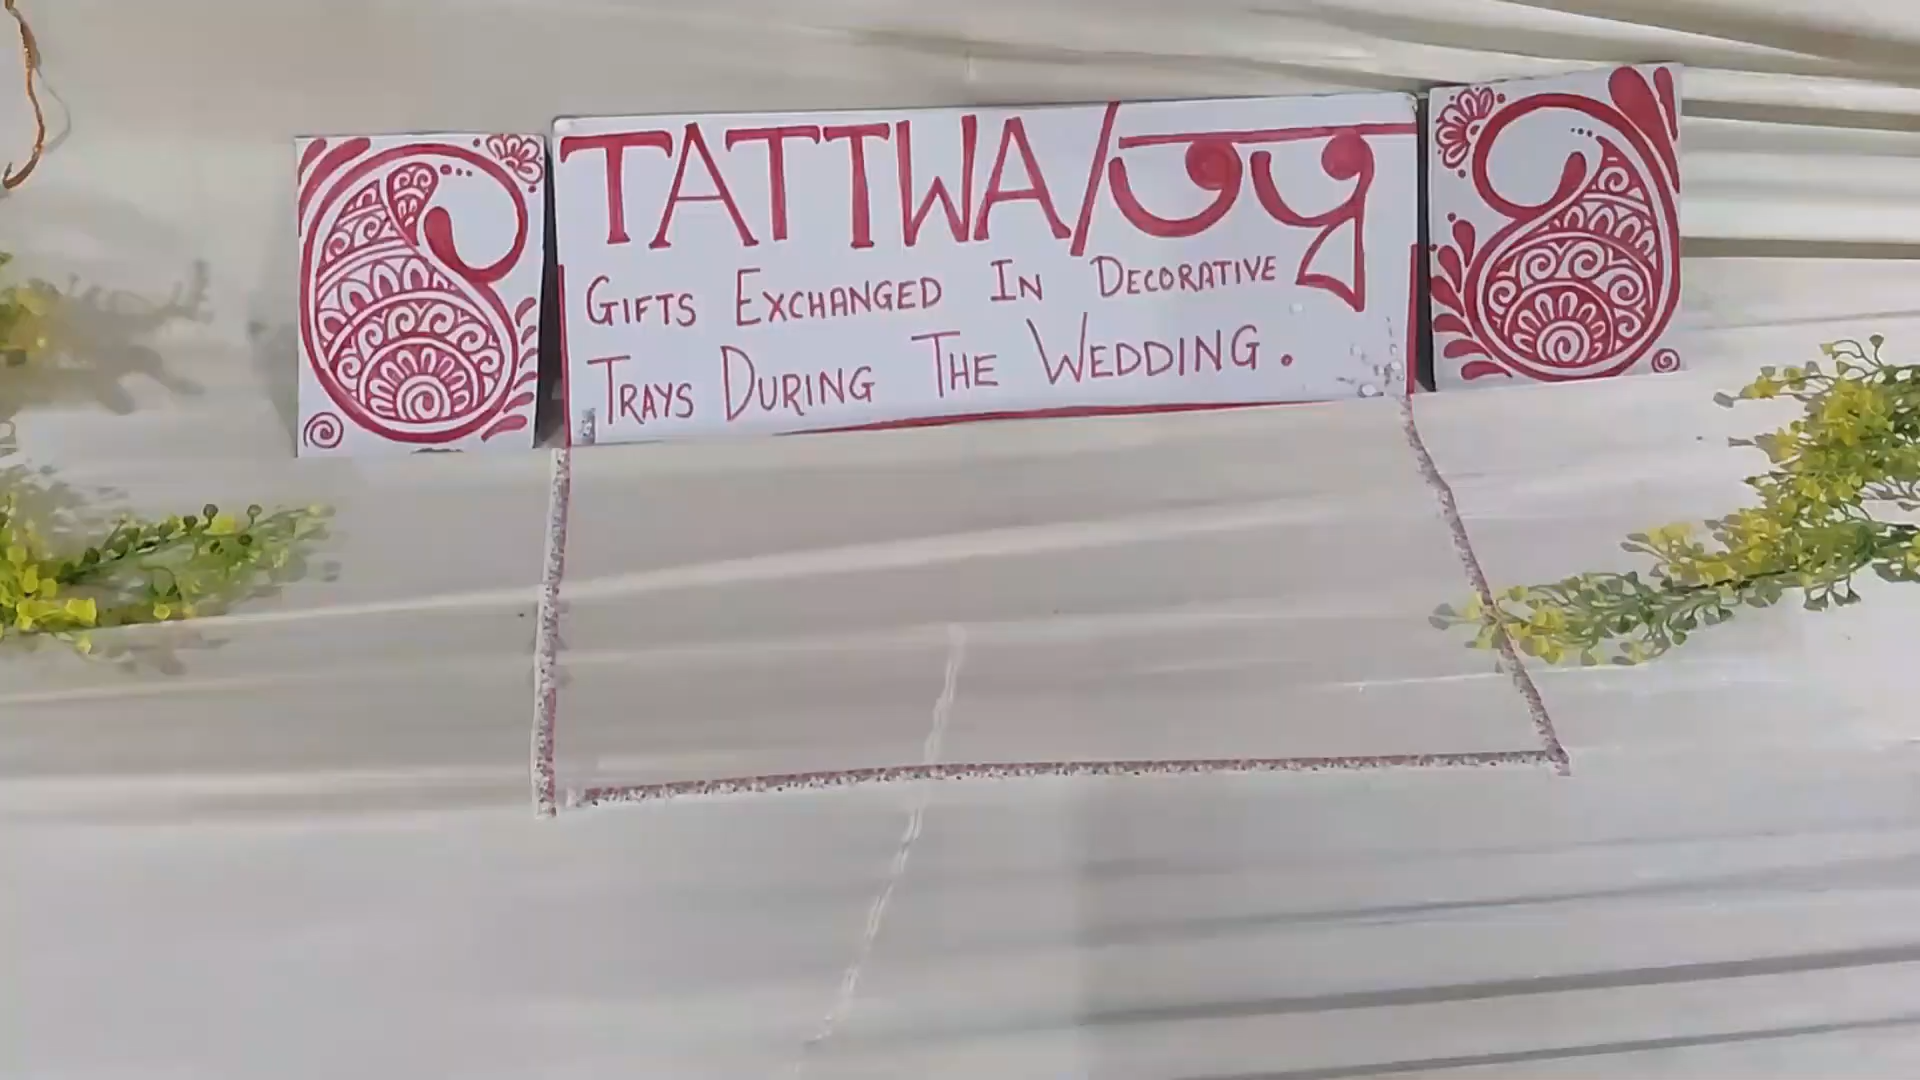 TATTWA/তত্ত্ব
GIFTS EXCHANGED IN DECORATIVE
TRAYS DURING THE WEDDING.